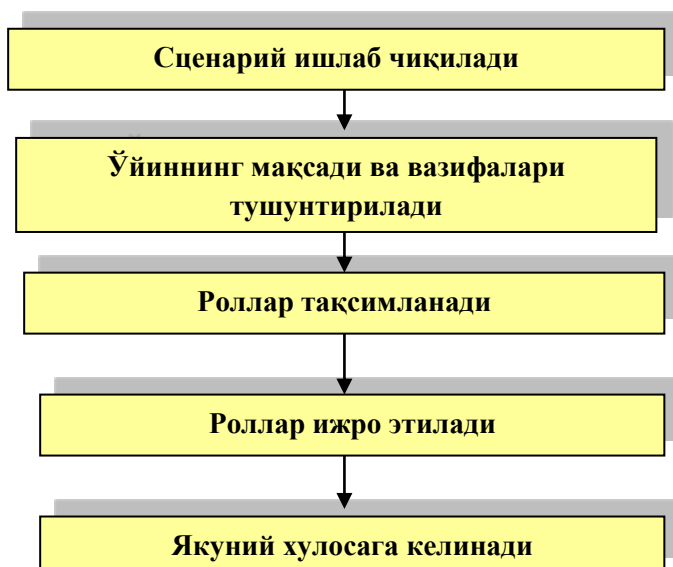 Сценарий ишлаб чиқилади
Ўйиннинг мақсади ва вазифалари
тушунтирилади
Роллар тақсимланади
Роллар ижро этилади
Якуний хулосага келинади